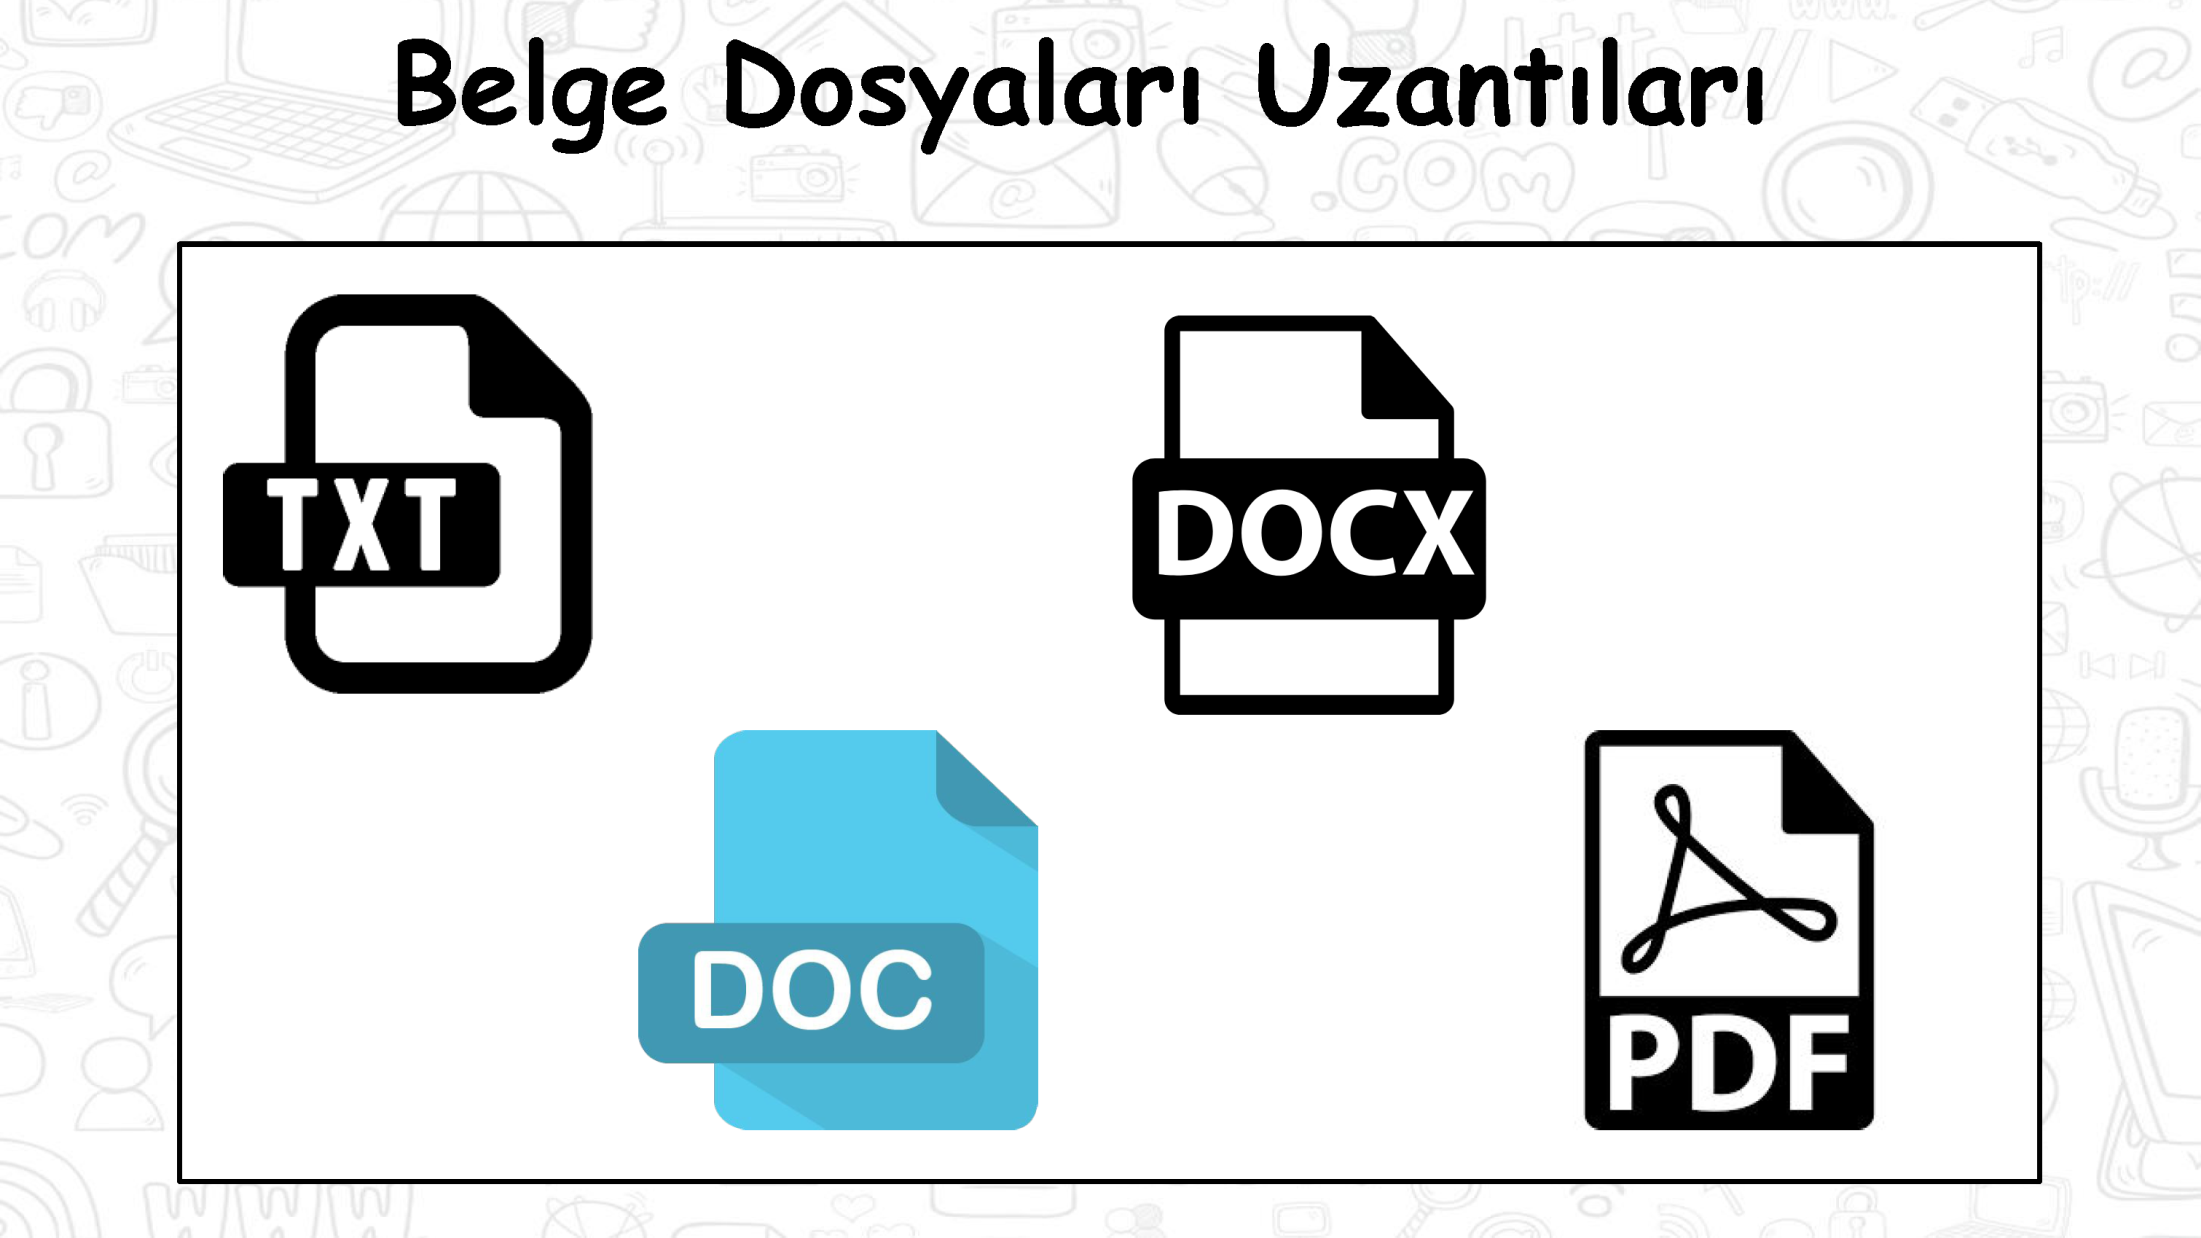 Belge Dosyaları Uzantıları
TXT
DOCX
DOC
PDF